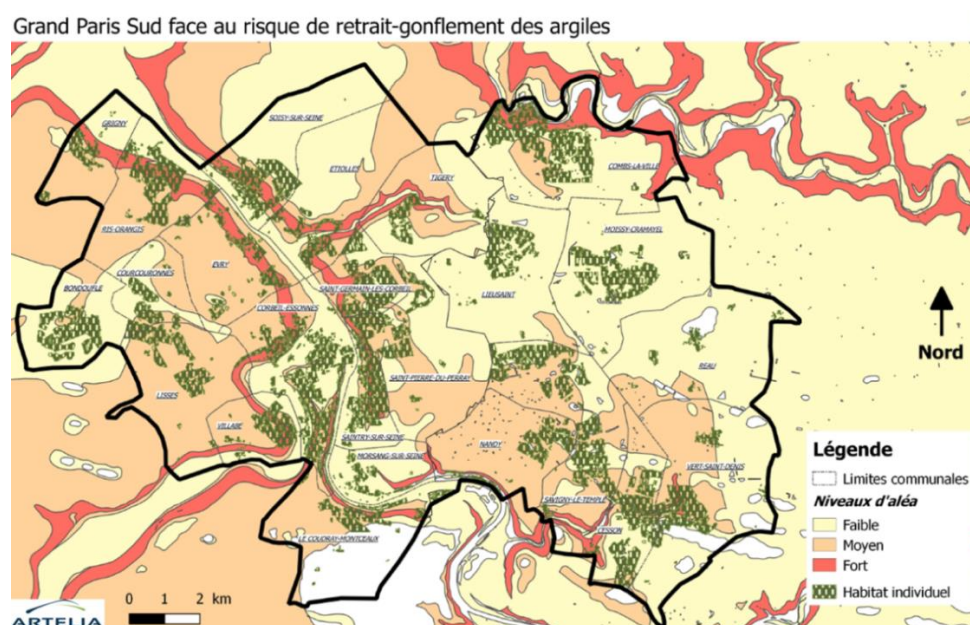 Grand Paris Sud face au risque de retrait-gonflement des argiles
GRIGNY
SOISY-SUR-SEINE
ETIOLLES
TIGERY
COMBS-LA-VILLE
RIS-ORANGIS
EVRY
COURCOURONNES
BONDOUFLE
SAINT GERMAIN LES CORBEIL
CORBEIL-ESSONNES
LIEUSAINT
MOISSY-CRAMAYEL
REAU
Nord
SAINT-PIERRE-DU-PERRAY
LISSES
VILLABE
SAINTRY-SUR-SEINE
MORSANG-SUR-SEINE
NANDY
VERT-SAINT-DENIS
SAVIGNY-LE-TEMPLE
CESSON
LE COUDRAY-MONTCEAUX
Légende
Limites communales
Niveaux d'aléa
Faible
Moyen
Fort
Habitat individuel
0 1 2 km
ARTELIA